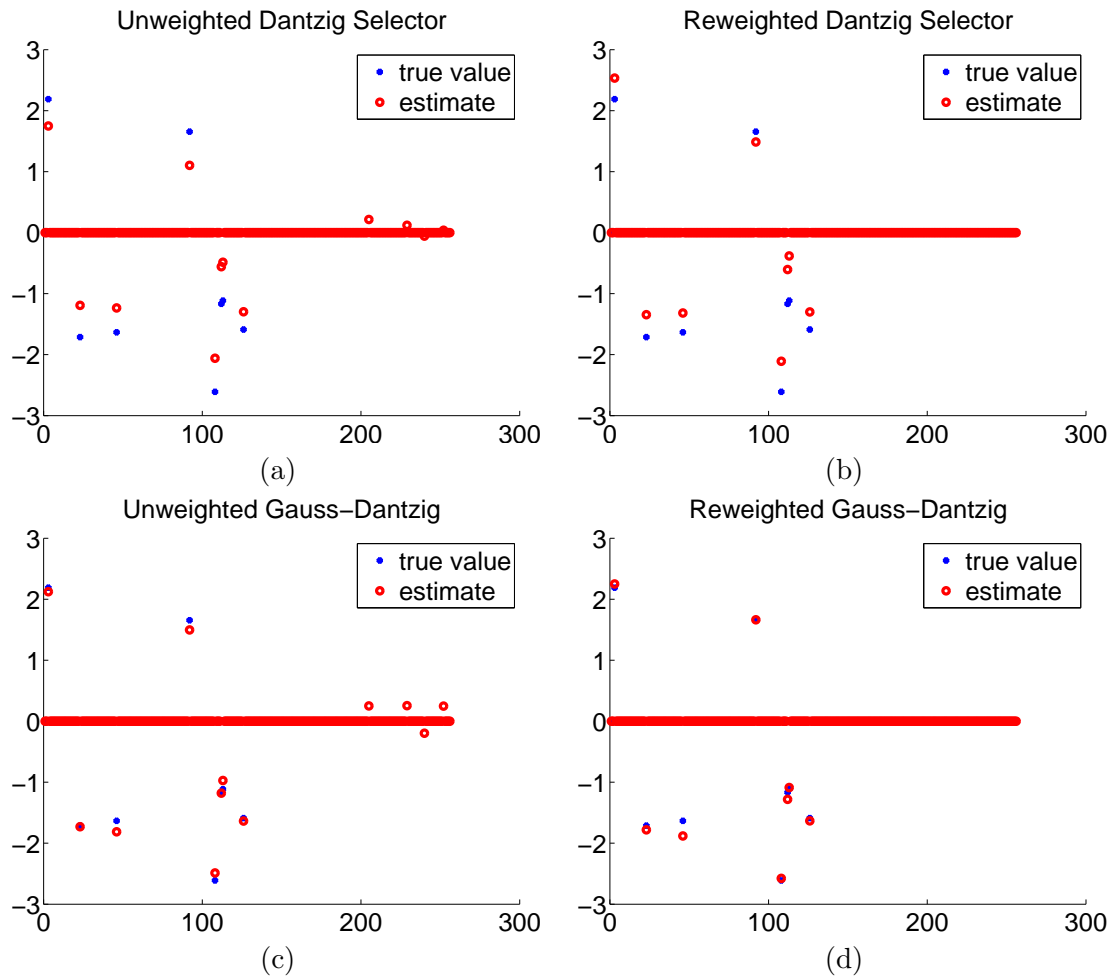 Unweighted Dantzig Selector
3
2
1
0
−1
−2
−3
0 100 200 300
true value
estimate
(a)
Reweighted Dantzig Selector
3
2
1
0
−1
−2
−3
0 100 200 300
true value
estimate
(b)
Unweighted Gauss−Dantzig
3
2
1
0
−1
−2
−3
0 100 200 300
true value
estimate
(c)
Reweighted Gauss−Dantzig
3
2
1
0
−1
−2
−3
0 100 200 300
true value
estimate
(d)